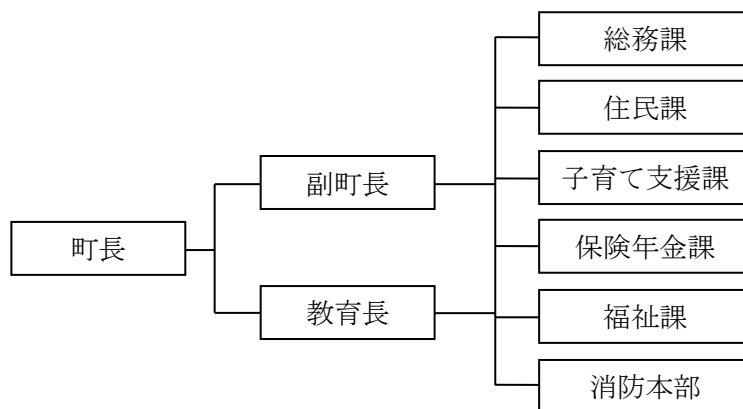 町長
副町長
教育長
総務課
住民課
子育て支援課
保険年金課
福祉課
消防本部